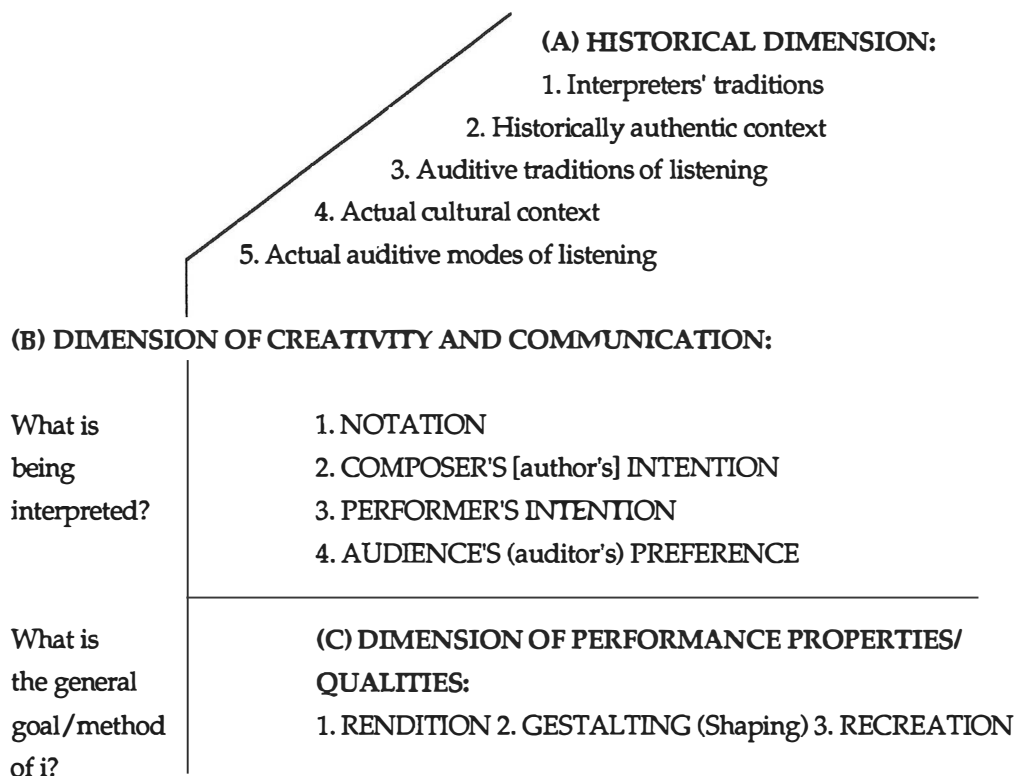 (A) HISTORICAL DIMENSION:
1. Interpreters' traditions
2. Historically authentic context
3. Auditive traditions of listening
4. Actual cultural context
5. Actual auditive modes of listening
(B) DIMENSION OF CREATIVITY AND COMMUNICATION:
What is
being
interpreted?
1. NOTATION
2. COMPOSER'S [author's] INTENTION
3. PERFORMER'S INTENTION
4. AUDIENCE'S (auditor's) PREFERENCE
What is
the general
goal/method
of i?
(C) DIMENSION OF PERFORMANCE PROPERTIES/
QUALITIES:
1. RENDITION 2. GESTALTING (Shaping) 3. RECREATION